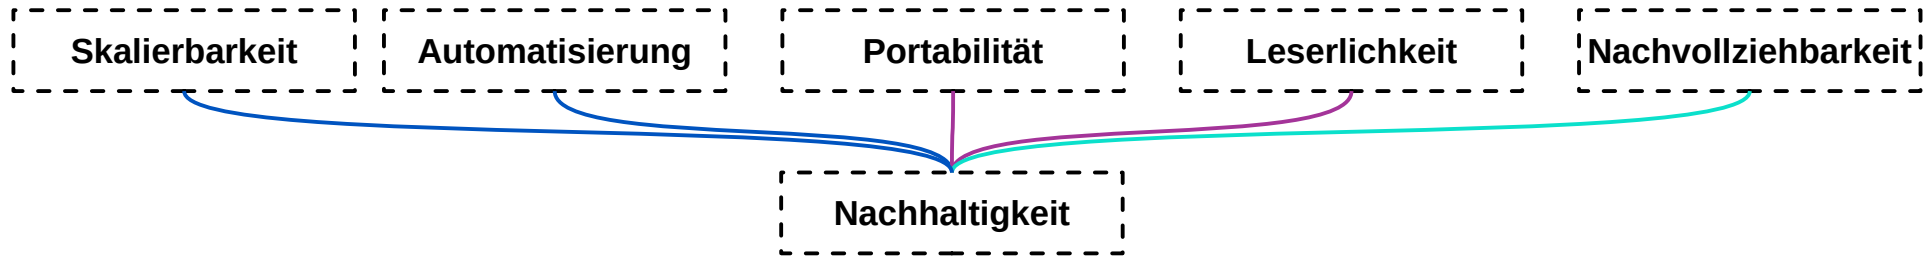 Skalierbarkeit
Automatisierung
Portabilität
Leserlichkeit
Nachvollziehbarkeit
Nachhaltigkeit